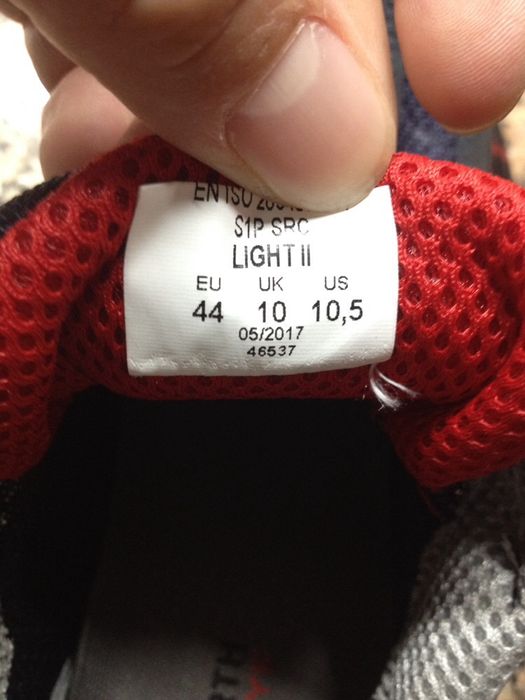 EN ISO
S1P SRC
LIGHT II
EU UK US
44 10 10,5
05/2017
46537